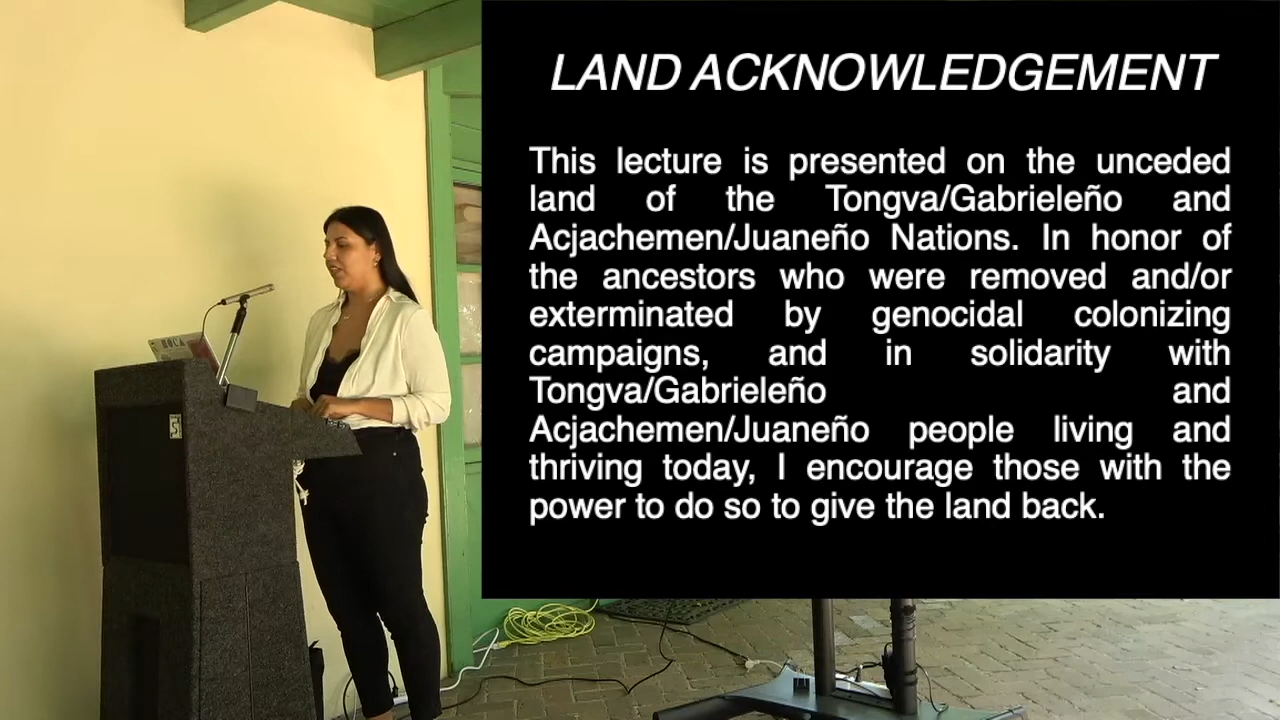 LAND ACKNOWLEDGEMENT
This lecture is presented on the unceded
land of the Tongva/Gabrieleño and
Acjachemen/Juaneño Nations. In honor of
the ancestors who were removed and/or
exterminated by genocidal colonizing
campaigns, and in solidarity with
Tongva/Gabrieleño and
Acjachemen/Juaneño people living and
thriving today, I encourage those with the
power to do so to give the land back.